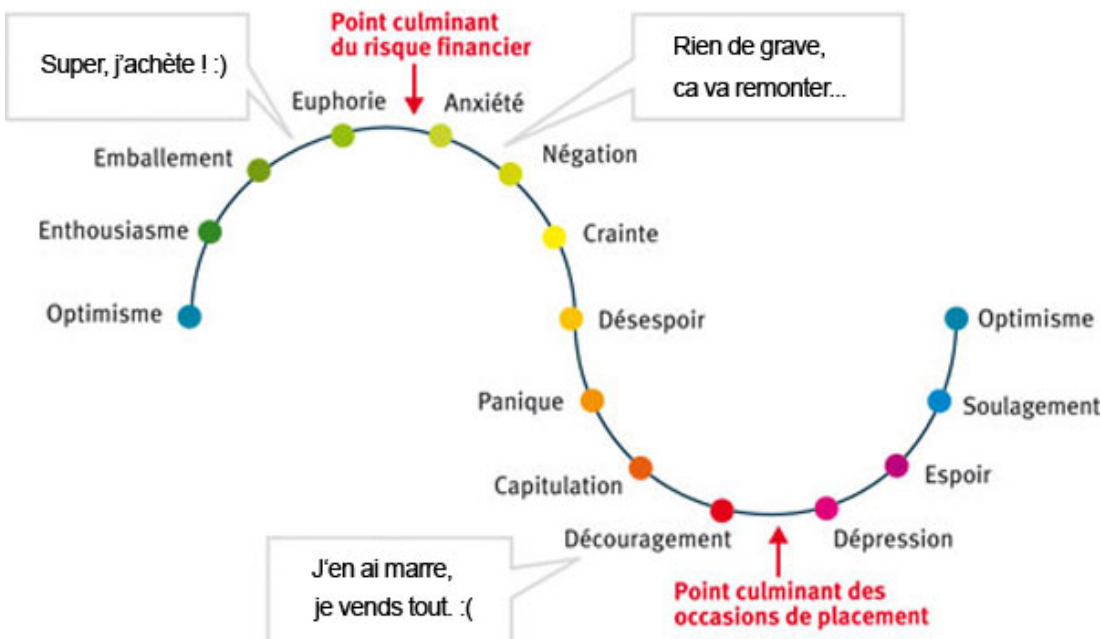 Point culminant
du risque financier
Super, j'achète ! :)
Rien de grave,
ca va remonter...
Euphorie
Anxiété
Emballement
Négation
Enthousiasme
Crainte
Optimisme
Désespoir
Optimisme
Panique
Soulagement
Capitulation
Espoir
Découragement
Dépression
J'en ai marre,
je vends tout. :(
Point culminant des
occasions de placement